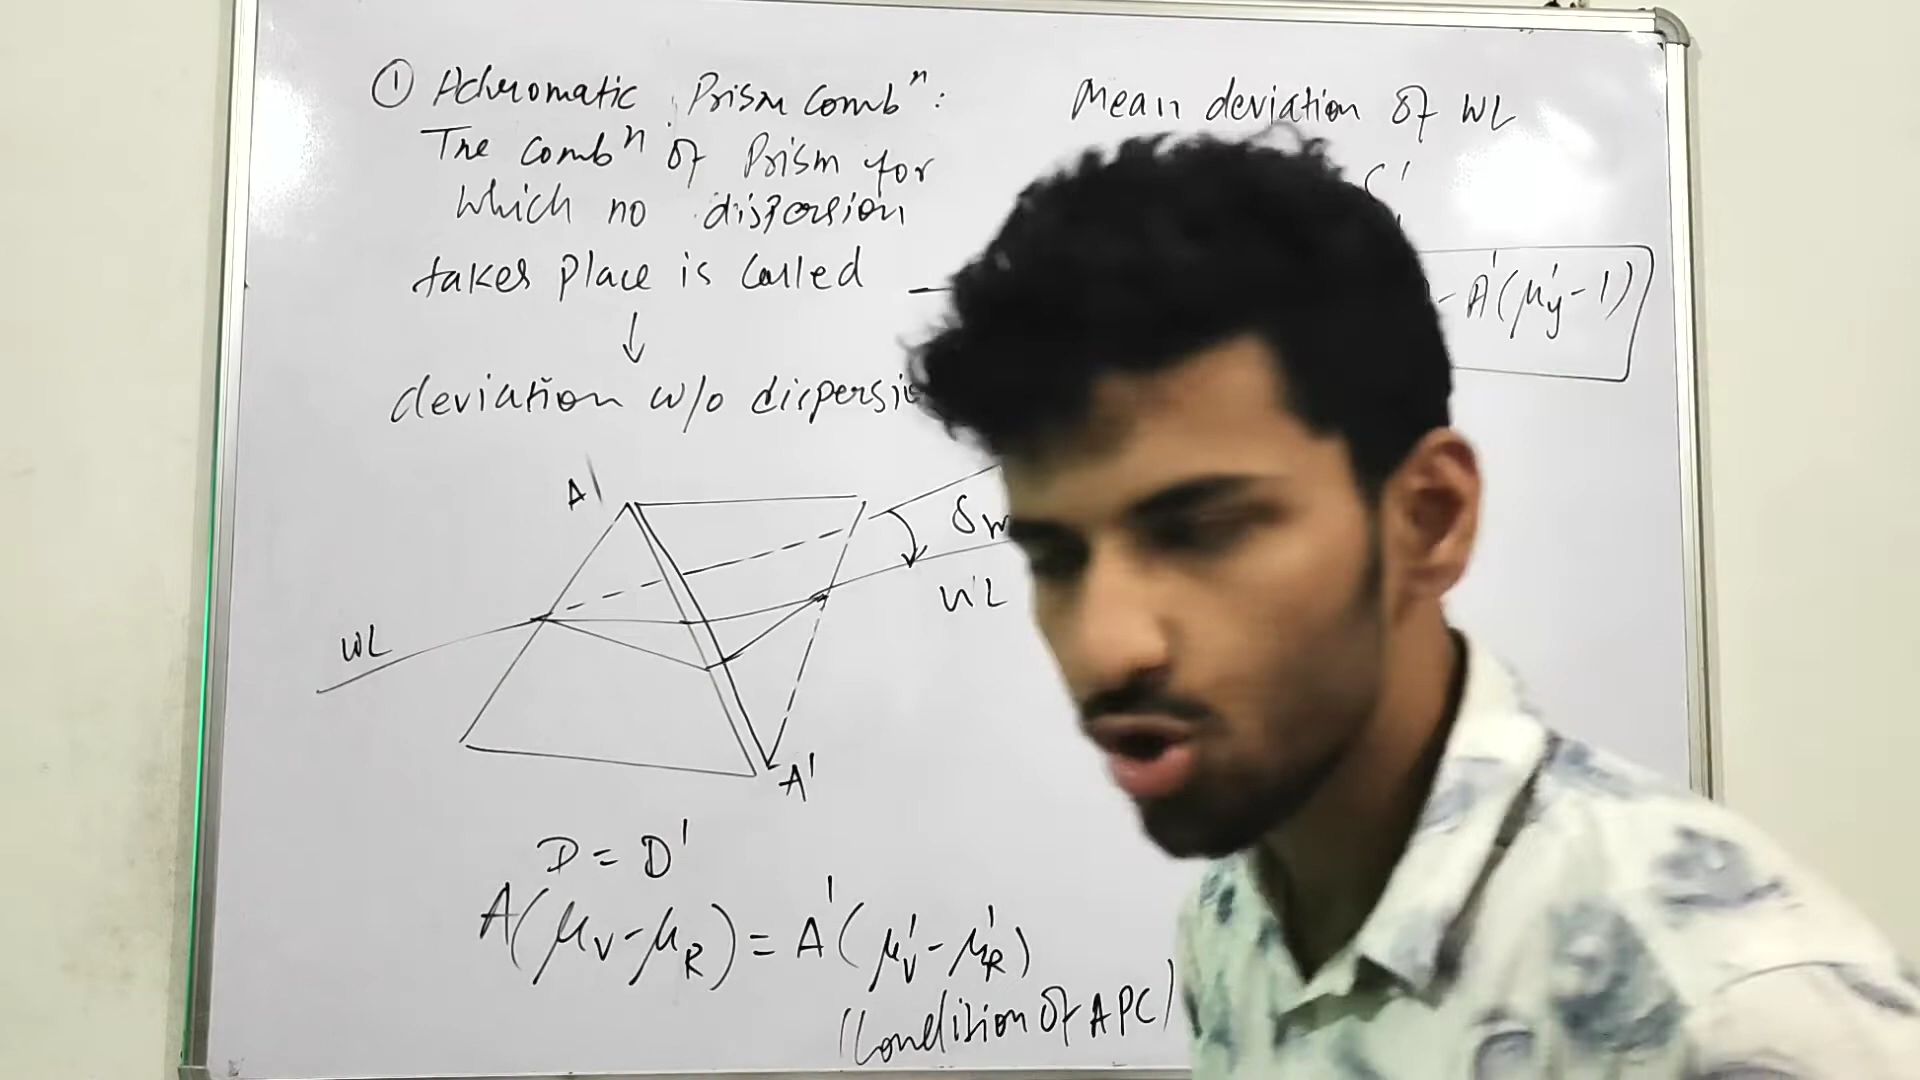 ① Achromatic Prism Combⁿ:
The Combⁿ of Prism for
which no dispersion
takes place is called
↓
deviation w/o
Mean deviation of WL
δ'
- A'(μ'y - 1)
A'
δm
WL
WL
A'
D = D'
A(μV - μR) = A'(μ'V - μ'R)
(Condition of APC)